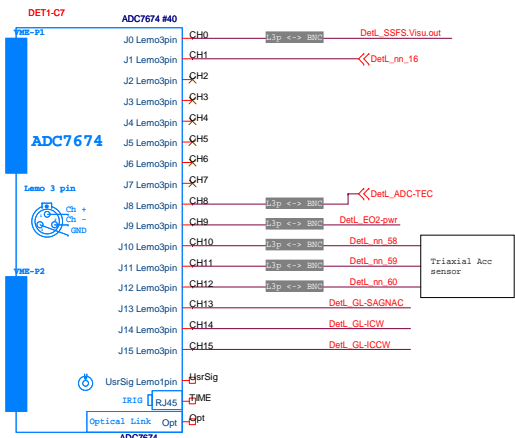 DET1-C7
ADC7674 #40
VME-P1
J0 Lemo3pin CH0 L3p <-> BNC DetL_SSFS.Visu.out
J1 Lemo3pin CH1 DetL_nn_16
J2 Lemo3pin CH2
J3 Lemo3pin CH3
J4 Lemo3pin CH4
ADC7674
J5 Lemo3pin CH5
J6 Lemo3pin CH6
J7 Lemo3pin CH7
Lemo 3 pin
J8 Lemo3pin CH8 L3p <-> BNC DetL_ADC-TEC
Ch +
Ch -
GND
J9 Lemo3pin CH9 L3p <-> BNC DetL_EO2-pwr
J10 Lemo3pin CH10 L3p <-> BNC DetL_nn_58
J11 Lemo3pin CH11 L3p <-> BNC DetL_nn_59
Triaxial Acc
sensor
VME-P2
J12 Lemo3pin CH12 L3p <-> BNC DetL_nn_60
J13 Lemo3pin CH13 DetL_GL-SAGNAC
J14 Lemo3pin CH14 DetL_GL-ICW
J15 Lemo3pin CH15 DetL_GL-ICCW
UsrSig Lemo1pin UsrSig
IRIG RJ45 TIME
Optical Link Opt Opt
ADC7674